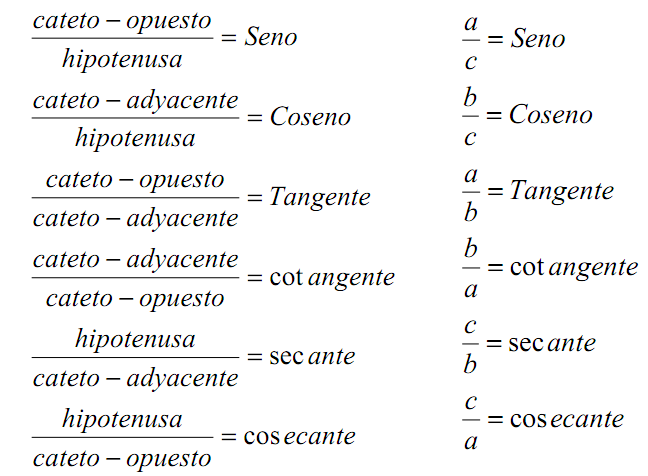 cateto − opuesto / hipotenusa = Seno
a / c = Seno
cateto − adyacente / hipotenusa = Coseno
b / c = Coseno
cateto − opuesto / cateto − adyacente = Tangente
a / b = Tangente
cateto − adyacente / cateto − opuesto = cot angente
b / a = cot angente
hipotenusa / cateto − adyacente = sec ante
c / b = sec ante
hipotenusa / cateto − opuesto = cos ecante
c / a = cos ecante